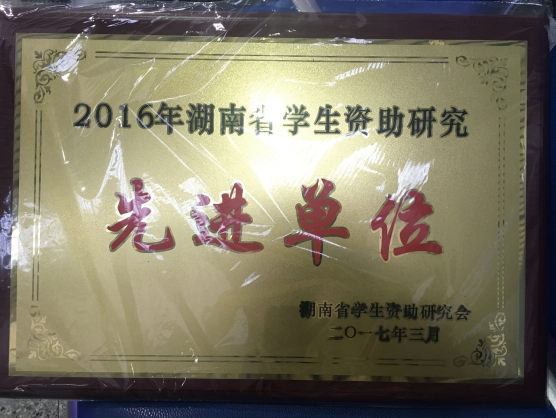 2016年湖南省学生资助研究
先进单位
湖南省学生资助研究会
二〇一七年三月